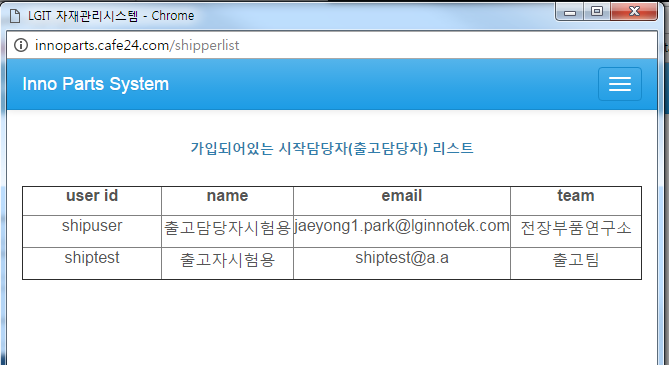 LGIT 자재관리시스템 - Chrome
innoparts.cafe24.com/shipperlist
Inno Parts System
가입되어있는 시작담당자(출고담당자) 리스트
user id name email team
shipuser 출고담당자시험용 jaeyong1.park@lginnotek.com 전장부품연구소
shiptest 출고자시험용 shiptest@a.a 출고팀